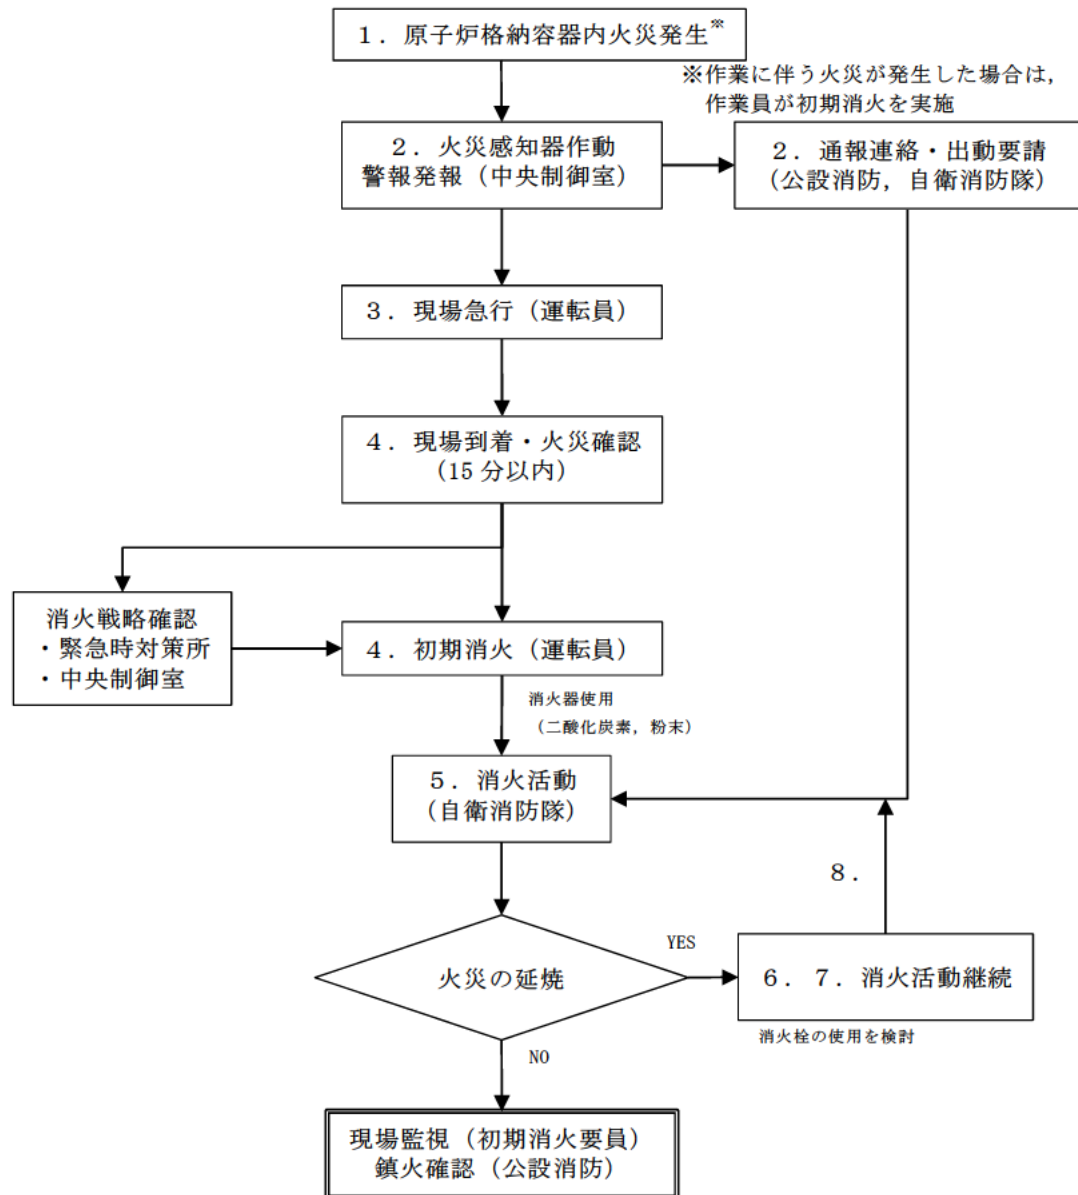 １．原子炉格納容器内火災発生※
※作業に伴う火災が発生した場合は，
作業員が初期消火を実施
２．火災感知器作動
警報発報（中央制御室）
２．通報連絡・出動要請
（公設消防，自衛消防隊）
３．現場急行（運転員）
４．現場到着・火災確認
（15 分以内）
消火戦略確認
・緊急時対策所
・中央制御室
４．初期消火（運転員）
消火器使用
（二酸化炭素，粉末）
５．消火活動
（自衛消防隊）
８．
火災の延焼
YES
６．７．消火活動継続
消火栓の使用を検討
NO
現場監視（初期消火要員）
鎮火確認（公設消防）